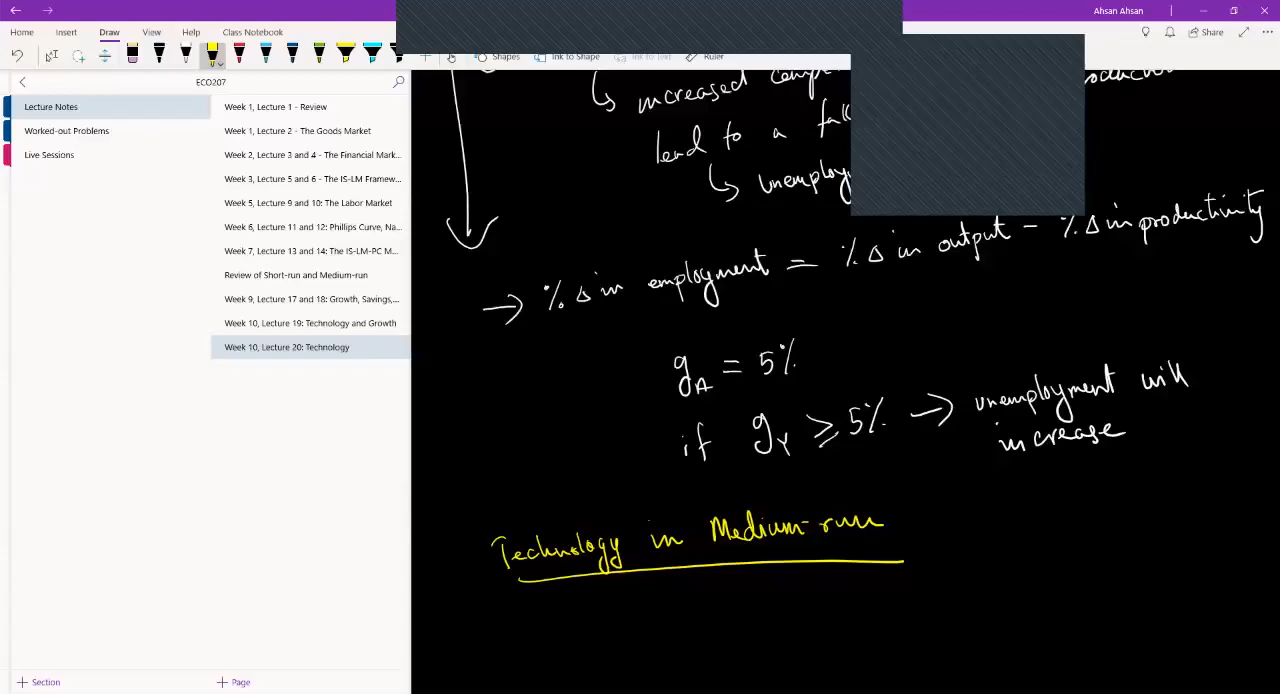 Ahsan Ahsan
Home Insert Draw View Help Class Notebook
Share
Shapes Ink to Shape Ink to Text Ruler
ECO207
Lecture Notes
Worked-out Problems
Live Sessions
Week 1, Lecture 1 - Review
Week 1, Lecture 2 - The Goods Market
Week 2, Lecture 3 and 4 - The Financial Mark...
Week 3, Lecture 5 and 6 - The IS-LM Framew...
Week 5, Lecture 9 and 10: The Labor Market
Week 6, Lecture 11 and 12: Phillips Curve, Na...
Week 7, Lecture 13 and 14: The IS-LM-PC M...
Review of Short-run and Medium-run
Week 9, Lecture 17 and 18: Growth, Savings,...
Week 10, Lecture 19: Technology and Growth
Week 10, Lecture 20: Technology
+ Section
+ Page
↳ increased
lead to a
↳
→ % Δ in employment = % Δ in output - % Δ in productivity
g_A = 5%
if g_Y ≥ 5% → unemployment will
increase
Technology in Medium-run